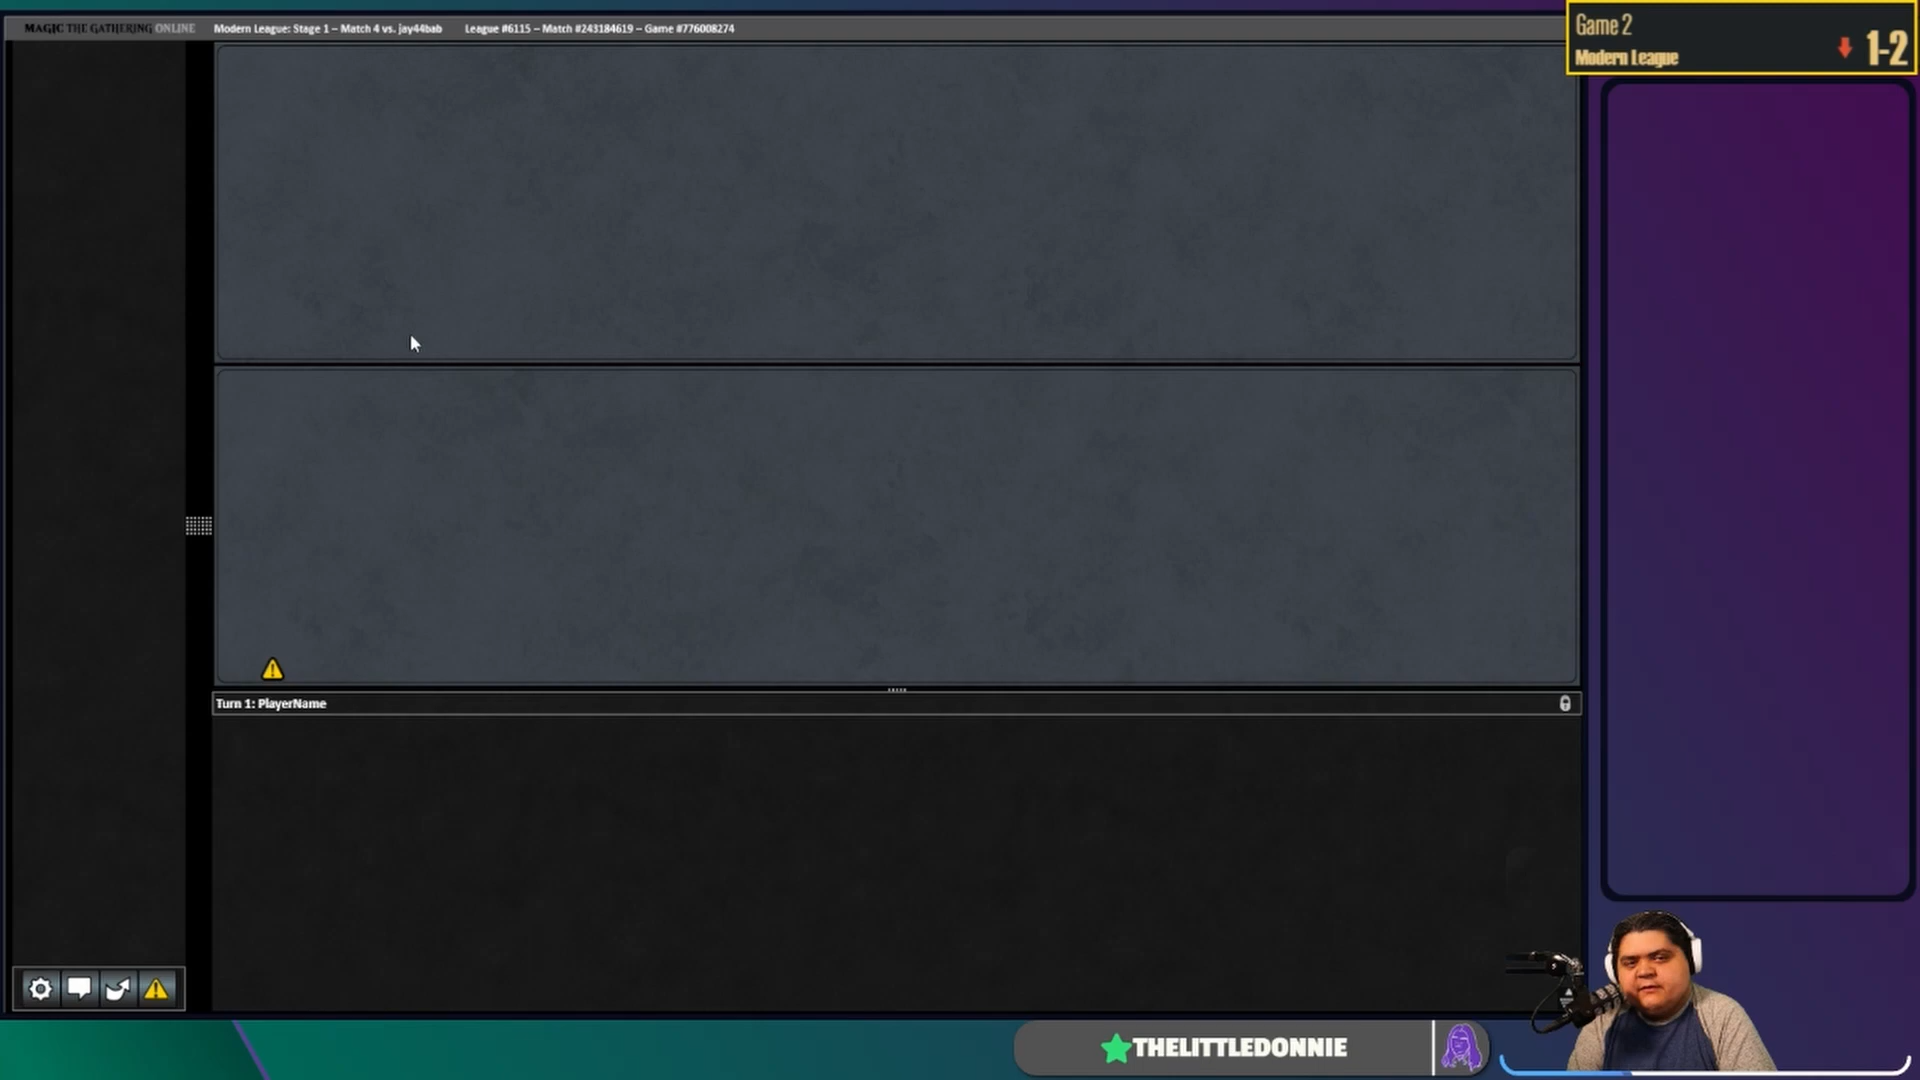 MAGIC THE GATHERING ONLINE Modern League: Stage 1 – Match 4 vs. jay44bab League #6115 – Match #243184619 – Game #776008274
Game 2
Modern League
1-2
Turn 1: PlayerName
THELITTLEDONNIE